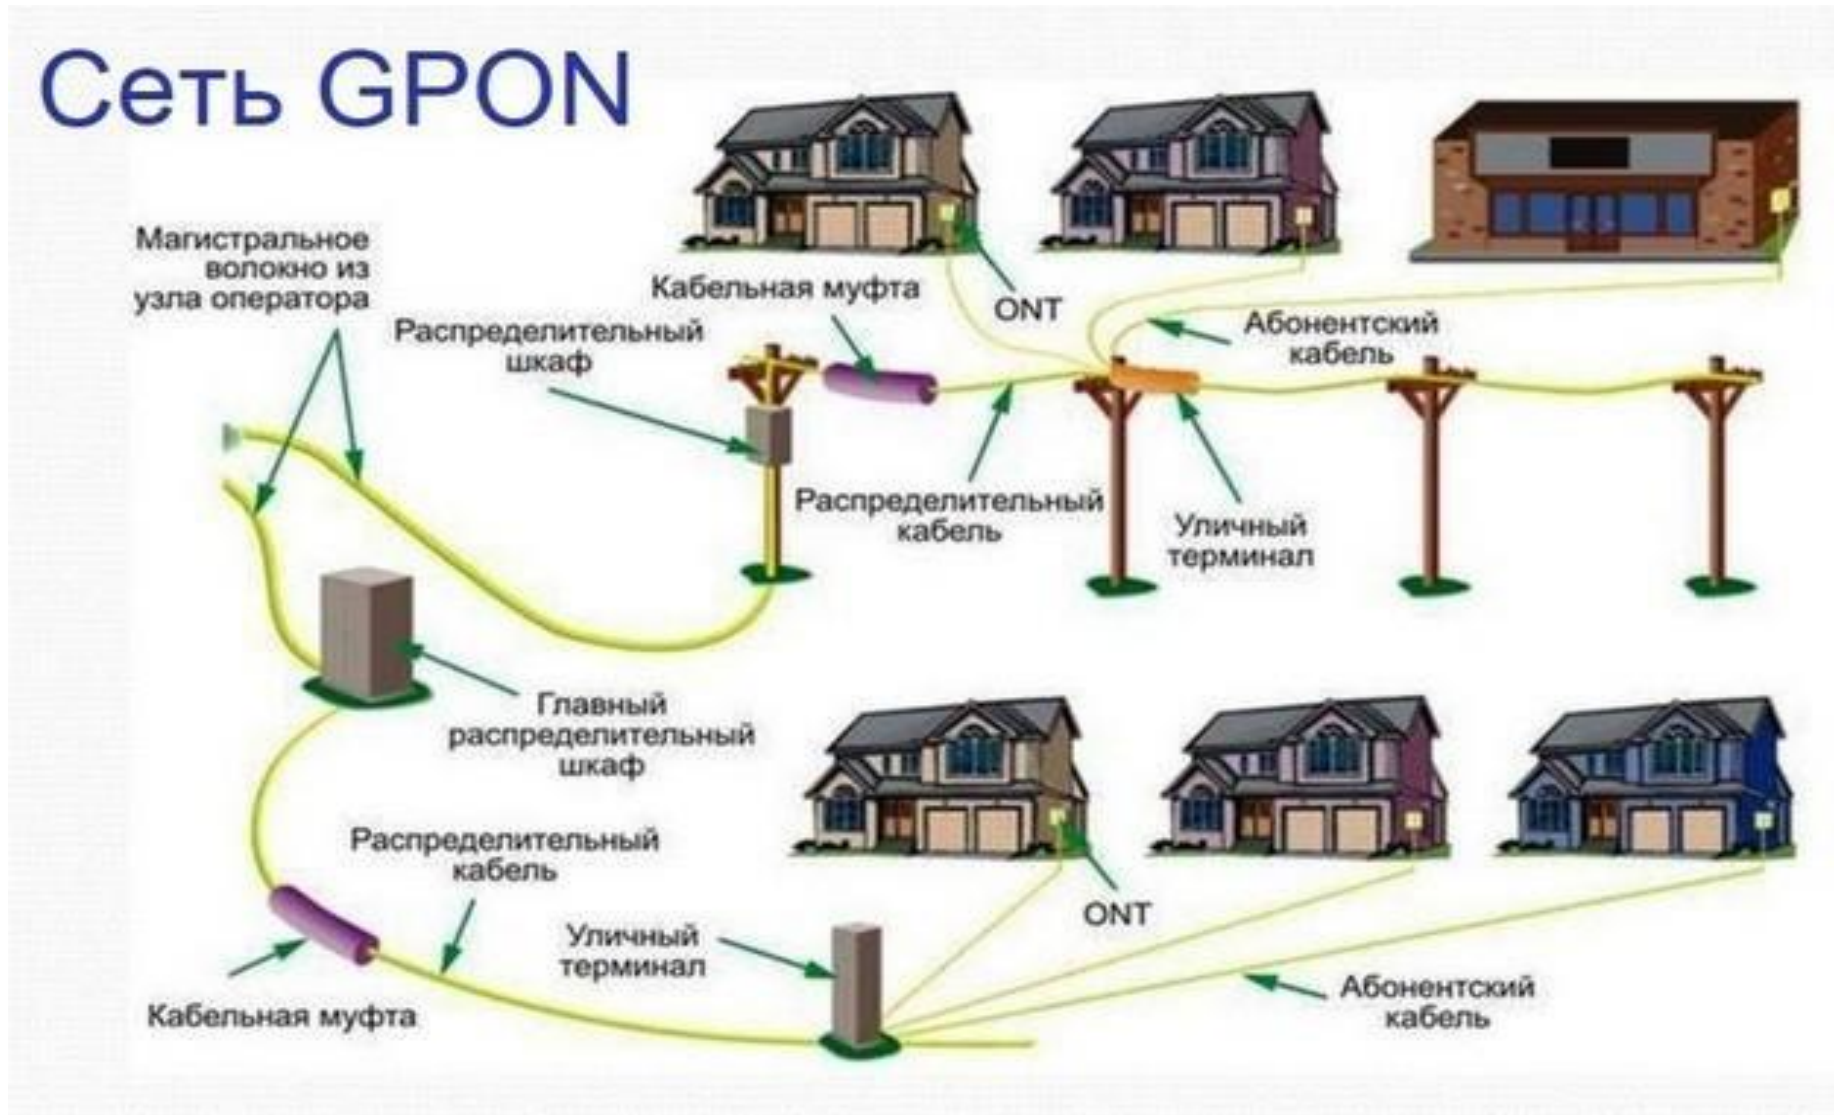 Сеть GPON
Магистральное
волокно из
узла оператора
Распределительный
шкаф
Кабельная муфта
ONT
Абонентский
кабель
Распределительный
кабель
Уличный
терминал
Главный
распределительный
шкаф
Распределительный
кабель
Уличный
терминал
ONT
Абонентский
кабель
Кабельная муфта